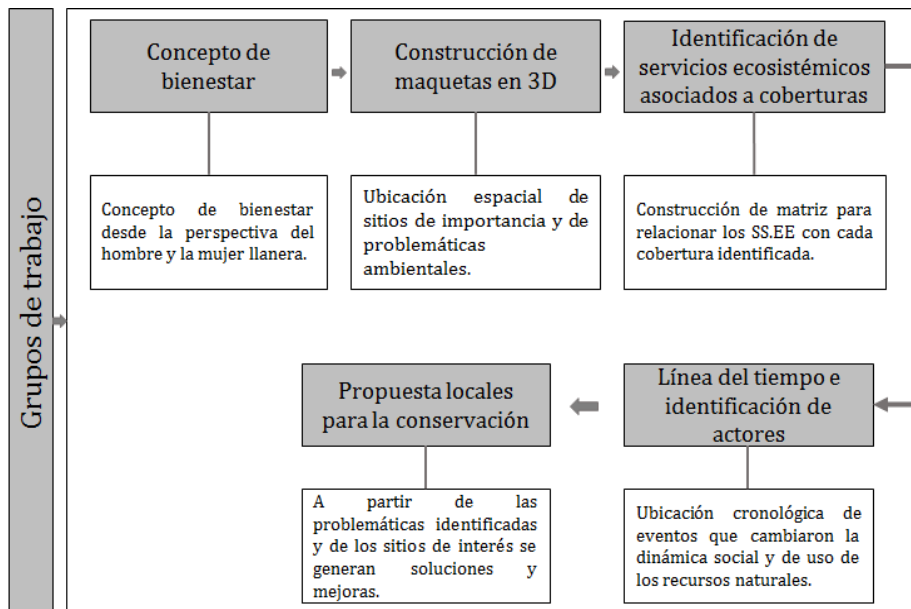 Grupos de trabajo
Concepto de
bienestar
Construcción de
maquetas en 3D
Identificación de
servicios ecosistémicos
asociados a coberturas
Concepto de bienestar
desde la perspectiva del
hombre y la mujer llanera.
Ubicación espacial de
sitios de importancia y de
problemáticas
ambientales.
Construcción de matriz para
relacionar los SS.EE con cada
cobertura identificada.
Línea del tiempo e
identificación de
actores
Ubicación cronológica de
eventos que cambiaron la
dinámica social y de uso de
los recursos naturales.
Propuesta locales
para la conservación
A partir de las
problemáticas identificadas
y de los sitios de interés se
generan soluciones y
mejoras.